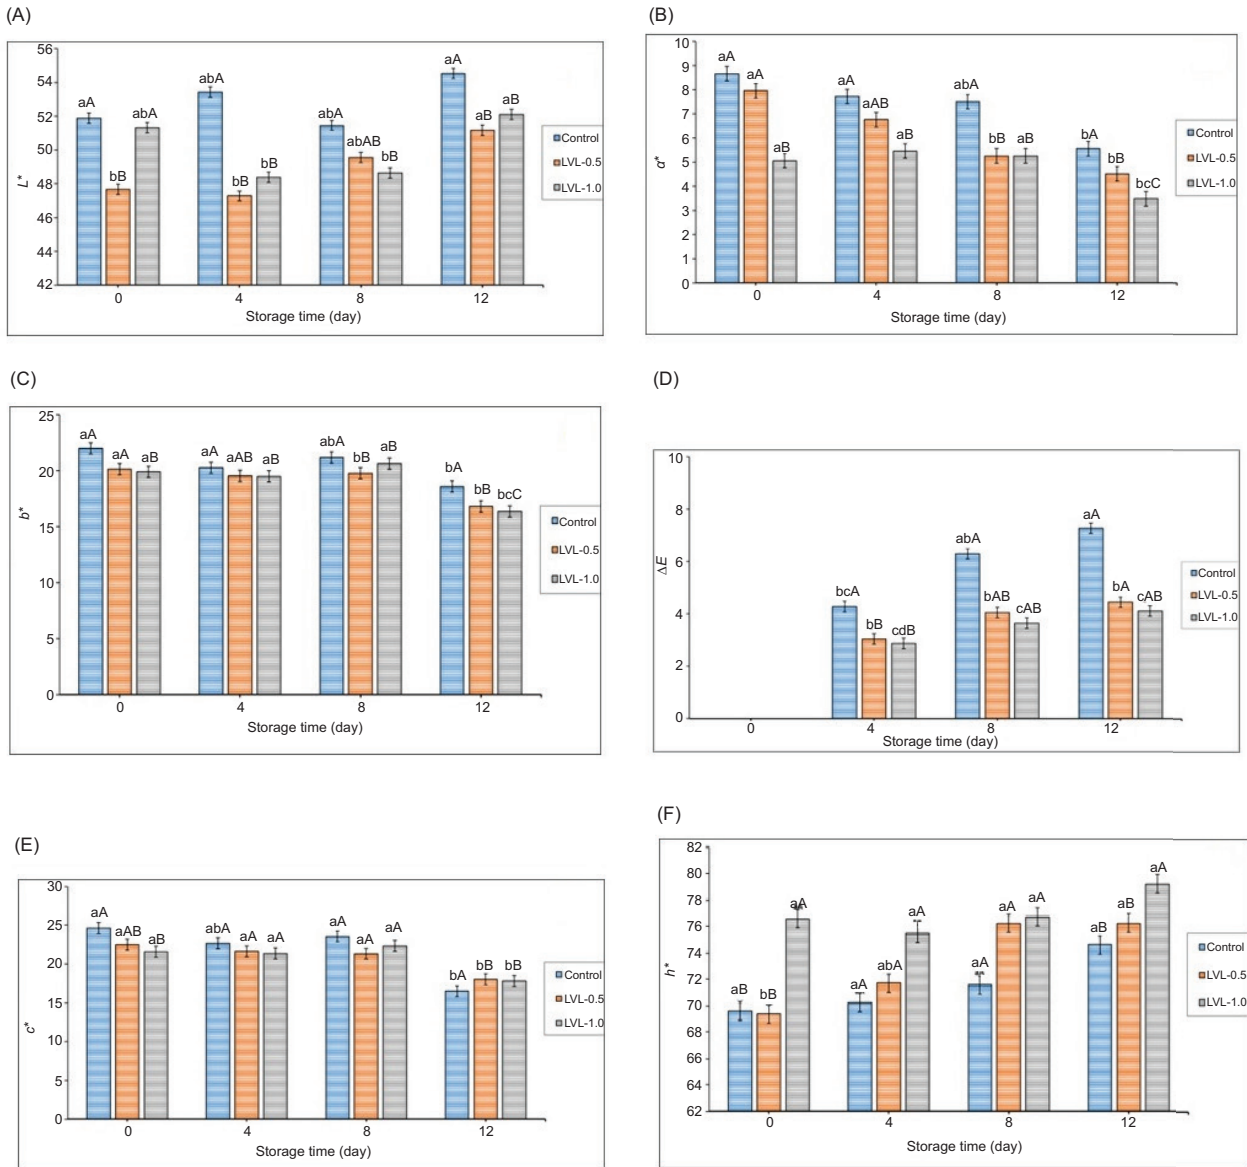 (A)
56
54
52
50
48
46
44
42
L*
aA
bB
abA
abA
bB
bB
abA
abAB
bB
aA
aB
aB
0
4
8
12
Storage time (day)
Control
LVL-0.5
LVL-1.0
(B)
10
9
8
7
6
5
4
3
2
1
0
a*
aA
aA
aB
aA
aAB
aB
abA
bB
aB
bA
bB
bcC
0
4
8
12
Storage time (day)
Control
LVL-0.5
LVL-1.0
(C)
25
20
15
10
5
0
b*
aA
aA
aB
aA
aAB
aB
abA
bB
aB
bA
bB
bcC
0
4
8
12
Storage time (day)
Control
LVL-0.5
LVL-1.0
(D)
10
8
6
4
2
0
ΔE
bcA
bB
cdB
abA
bAB
cAB
aA
bA
cAB
0
4
8
12
Storage time (day)
Control
LVL-0.5
LVL-1.0
(E)
30
25
20
15
10
5
0
c*
aA
aAB
aB
abA
aA
aA
aA
aA
aA
bA
bB
bB
0
4
8
12
Storage time (day)
Control
LVL-0.5
LVL-1.0
(F)
82
80
78
76
74
72
70
68
66
64
62
h*
aB
bB
aA
aA
abA
aA
aA
aA
aA
aB
aB
aA
0
4
8
12
Storage time (day)
Control
LVL-0.5
LVL-1.0